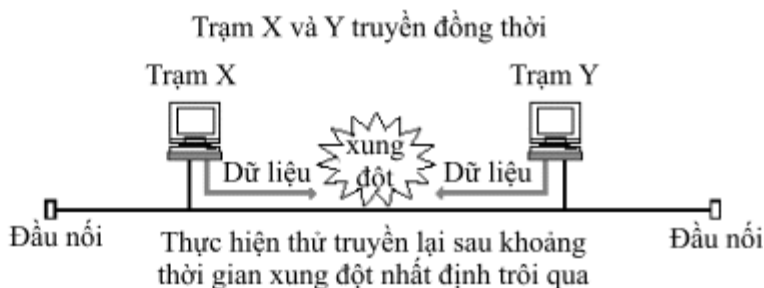 Trạm X và Y truyền đồng thời
Trạm X
Trạm Y
xung
đột
Dữ liệu
Dữ liệu
Đầu nối
Đầu nối
Thực hiện thử truyền lại sau khoảng
thời gian xung đột nhất định trôi qua